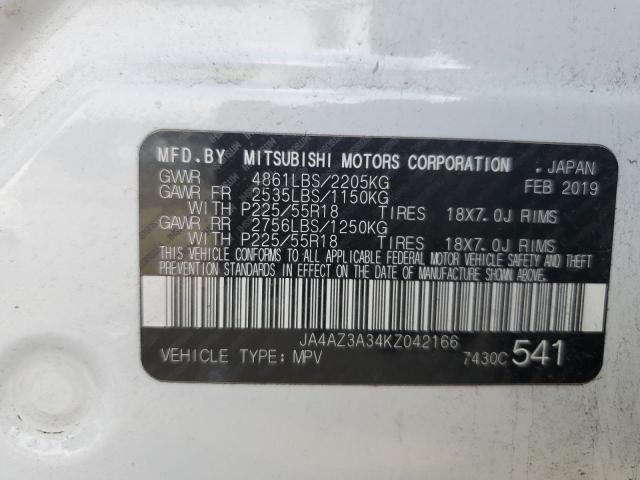 MFD.BY MITSUBISHI MOTORS CORPORATION . JAPAN
GVWR 4861LBS/2205KG FEB 2019
GAWR FR 2535LBS/1150KG
WITH P225/55R18 TIRES 18X7.0J RIMS
GAWR RR 2756LBS/1250KG
WITH P225/55R18 TIRES 18X7.0J RIMS
THIS VEHICLE CONFORMS TO ALL APPLICABLE FEDERAL MOTOR VEHICLE SAFETY AND THEFT
PREVENTION STANDARDS IN EFFECT ON THE DATE OF MANUFACTURE SHOWN ABOVE.
JA4AZ3A34KZ042166
VEHICLE TYPE: MPV 7430C 541